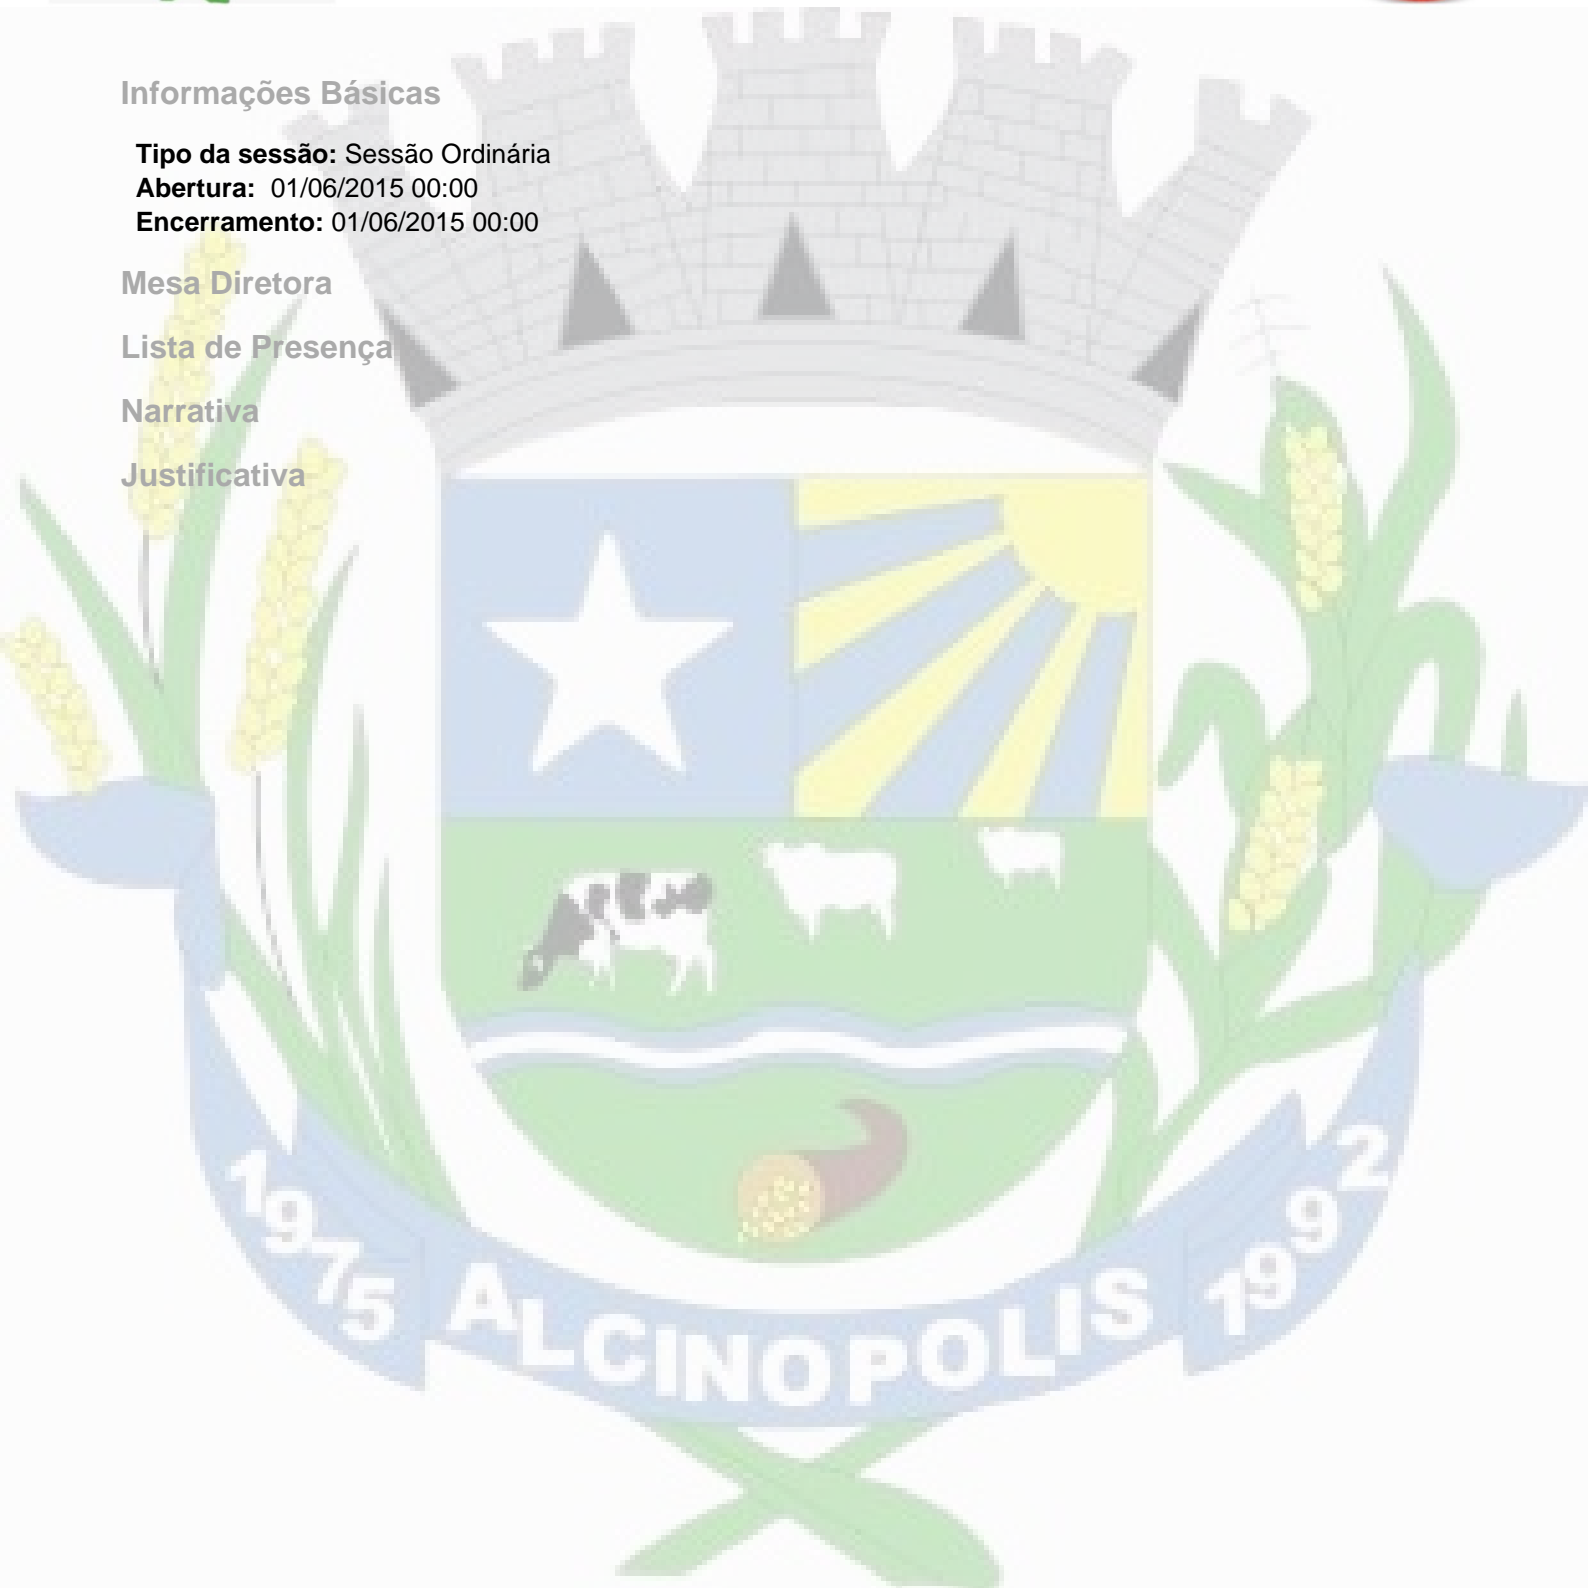 Informações Básicas
Tipo da sessão: Sessão Ordinária
Abertura: 01/06/2015 00:00
Encerramento: 01/06/2015 00:00
Mesa Diretora
Lista de Presença
Narrativa
Justificativa
1975 ALCINOPOLIS 1992